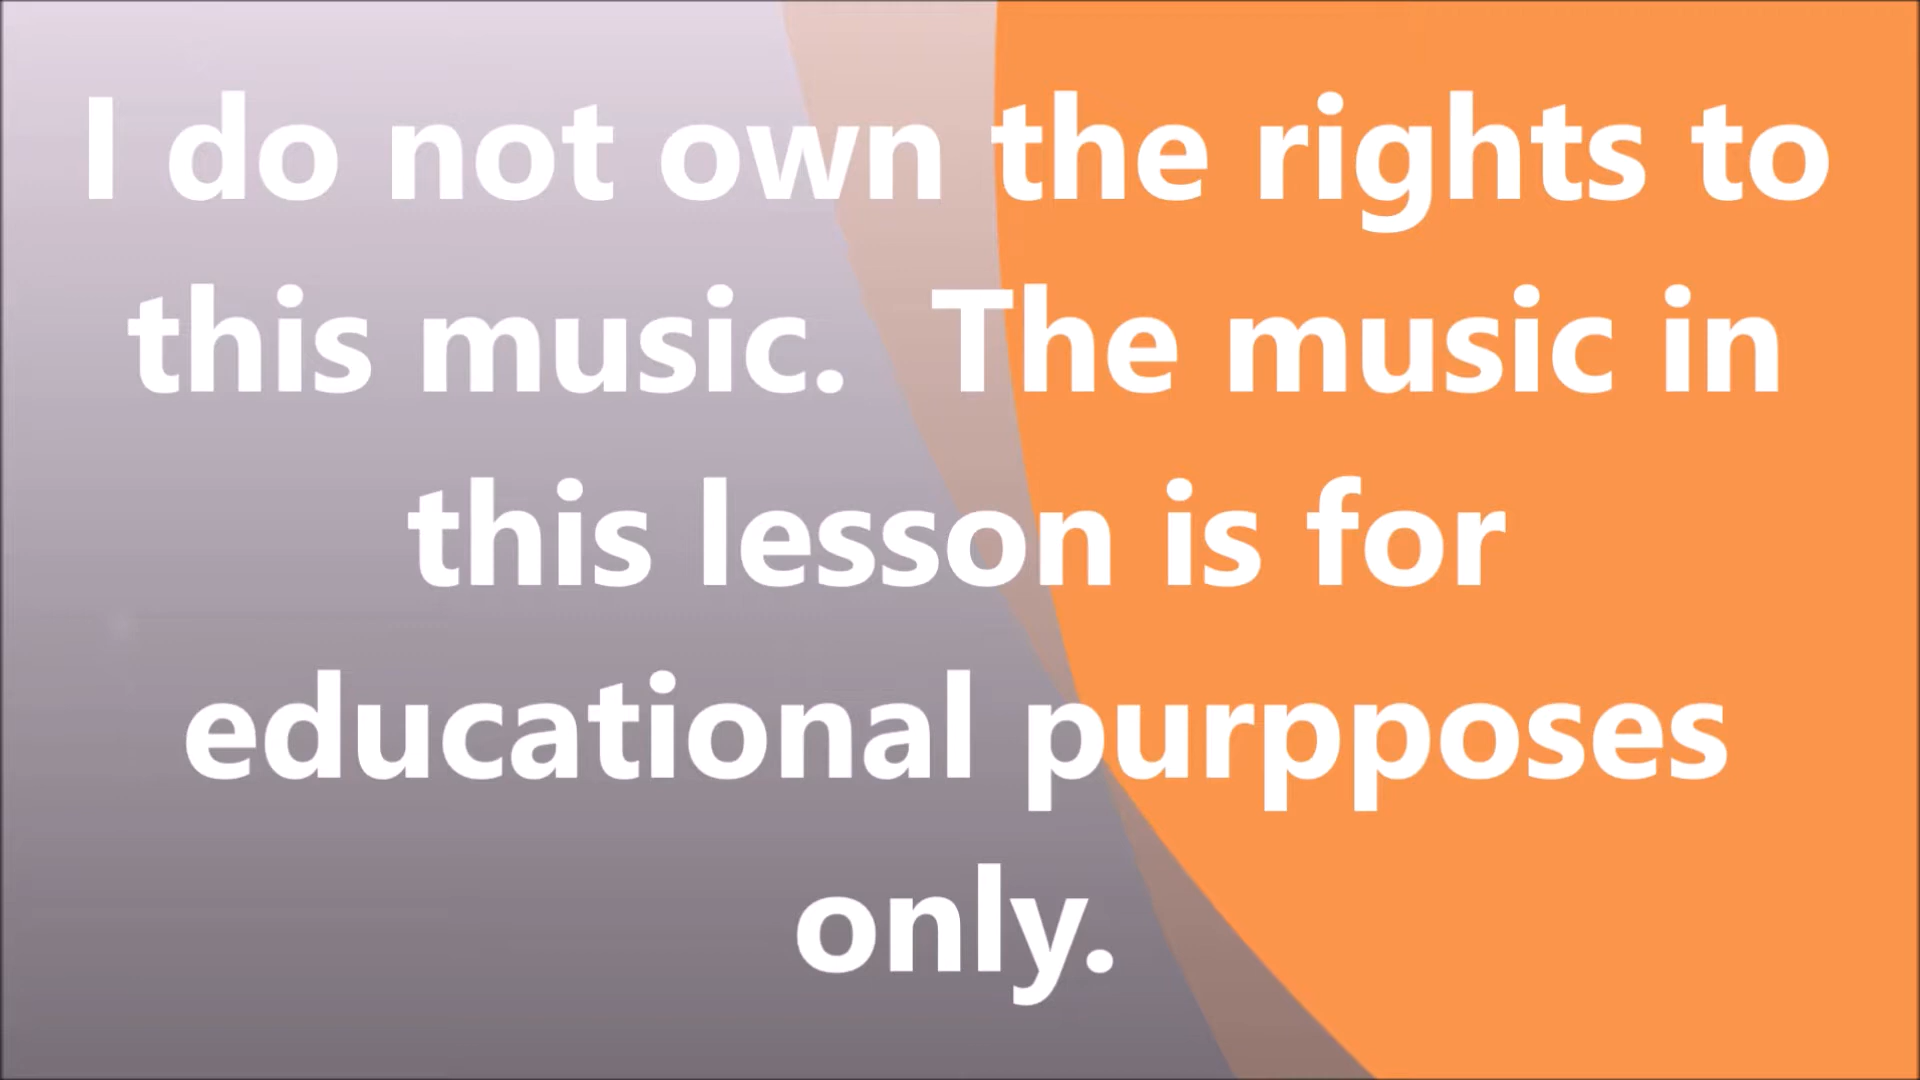 I do not own the rights to
this music.  The music in
this lesson is for
educational purpposes
only.